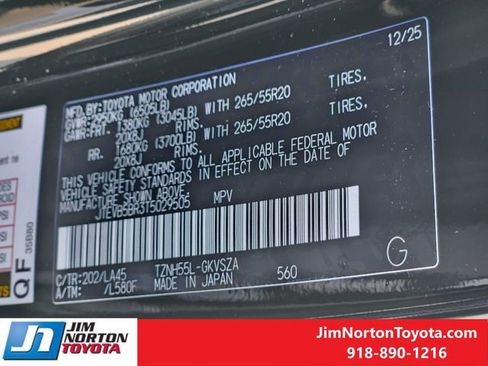 12/25
MFD.BY:TOYOTA MOTOR CORPORATION
GVWR:2950KG (6505LB)
GAWR:FRT. 1380KG (3045LB) WITH 265/55R20 TIRES,
20X8J RIMS.
RR. 1680KG (3700LB) WITH 265/55R20 TIRES,
20X8J RIMS.
THIS VEHICLE CONFORMS TO ALL APPLICABLE FEDERAL MOTOR
VEHICLE SAFETY STANDARDS IN EFFECT ON THE DATE OF
MANUFACTURE SHOWN ABOVE.
JTEVB5BR3T5029505 MPV
C/TR:202/LA45 TZNH55L-GKVSZA
A/TM: /L580F MADE IN JAPAN 560
G
QF
35B80
JIM
NORTON
TOYOTA
JimNortonToyota.com
918-890-1216